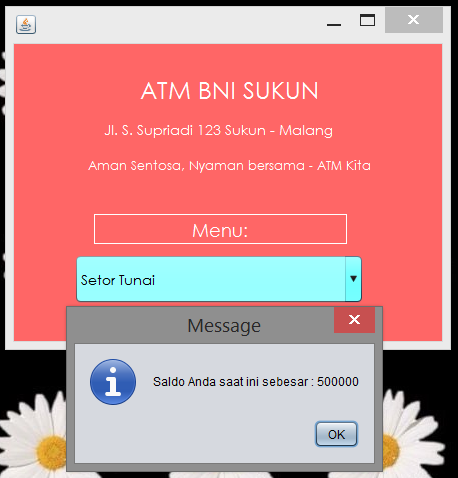 ATM BNI SUKUN
Jl. S. Supriadi 123 Sukun - Malang
Aman Sentosa, Nyaman bersama - ATM Kita
Menu:
Setor Tunai
Message
Saldo Anda saat ini sebesar : 500000
OK